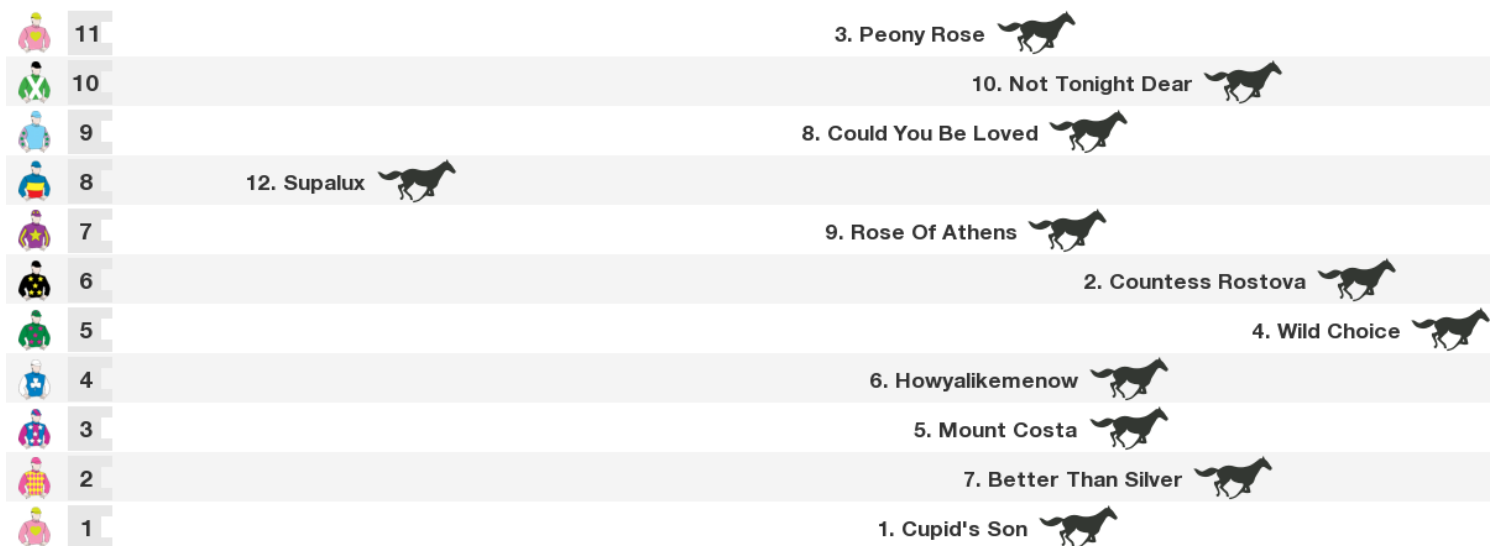 11 3. Peony Rose
10 10. Not Tonight Dear
9 8. Could You Be Loved
8 12. Supalux
7 9. Rose Of Athens
6 2. Countess Rostova
5 4. Wild Choice
4 6. Howyalikemenow
3 5. Mount Costa
2 7. Better Than Silver
1 1. Cupid's Son